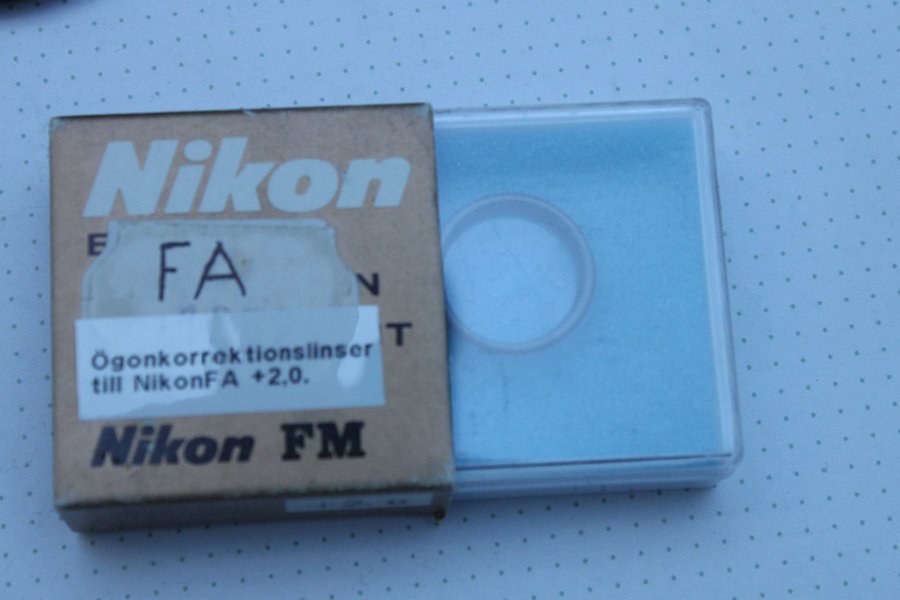 Nikon
FA
Ögonkorrektionslinser
till NikonFA +2,0.
Nikon FM